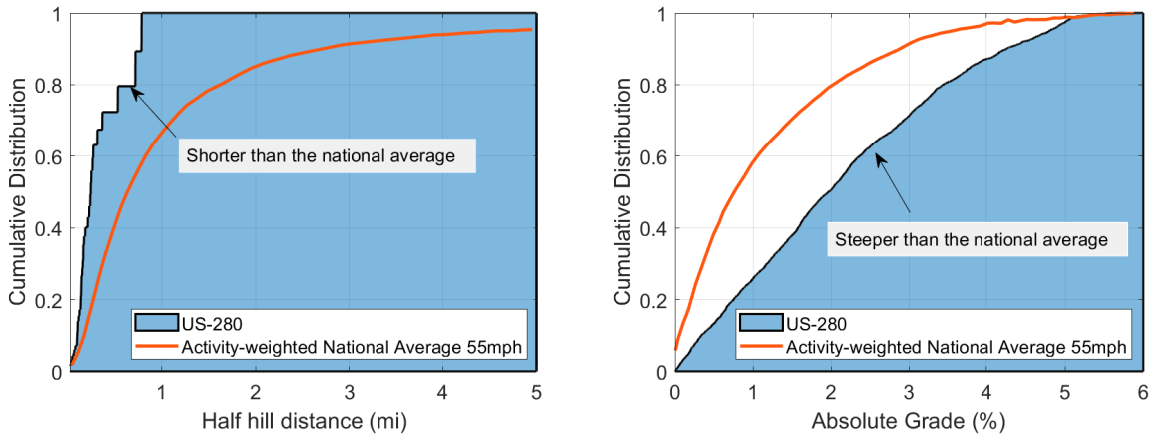 1
0.8
0.6
0.4
0.2
0
Cumulative Distribution
Shorter than the national average
US-280
Activity-weighted National Average 55mph
1
2
3
4
5
Half hill distance (mi)
1
0.8
0.6
0.4
0.2
0
Cumulative Distribution
Steeper than the national average
US-280
Activity-weighted National Average 55mph
0
1
2
3
4
5
6
Absolute Grade (%)